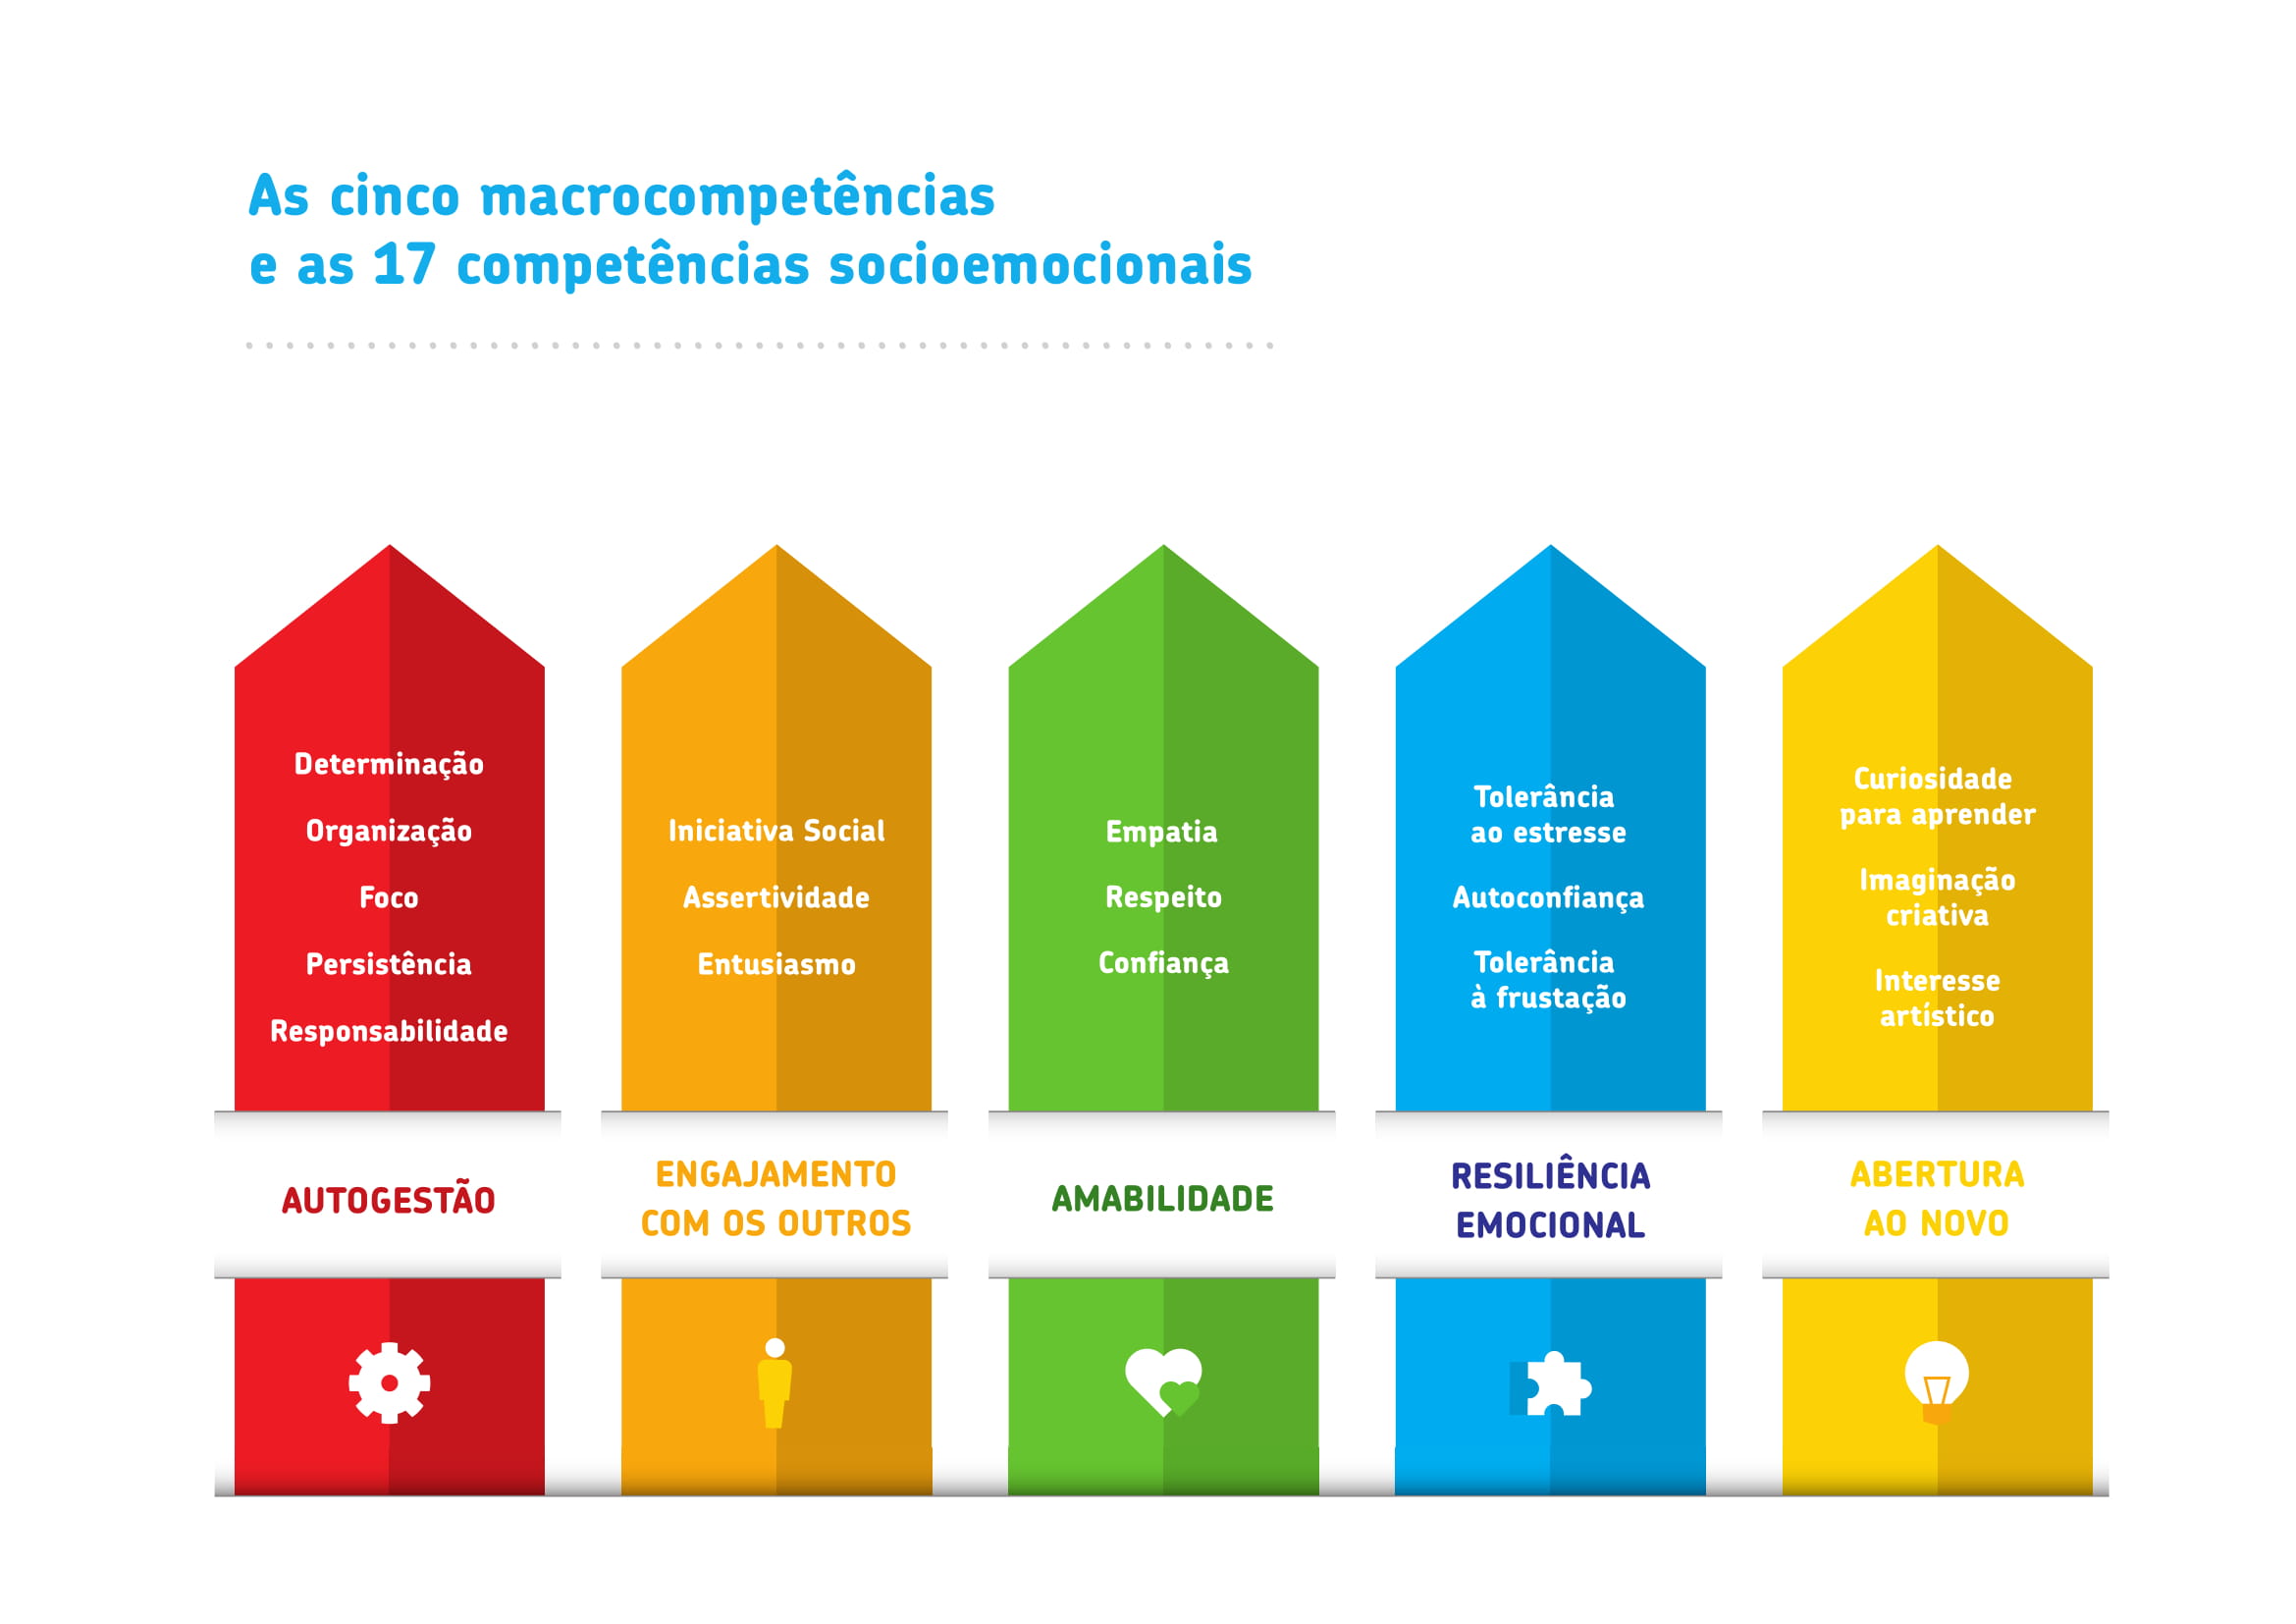 As cinco macrocompetências
e as 17 competências socioemocionais
Determinação
Organização
Foco
Persistência
Responsabilidade
AUTOGESTÃO
Iniciativa Social
Assertividade
Entusiasmo
ENGAJAMENTO
COM OS OUTROS
Empatia
Respeito
Confiança
AMABILIDADE
Tolerância
ao estresse
Autoconfiança
Tolerância
à frustação
RESILIÊNCIA
EMOCIONAL
Curiosidade
para aprender
Imaginação
criativa
Interesse
artístico
ABERTURA
AO NOVO